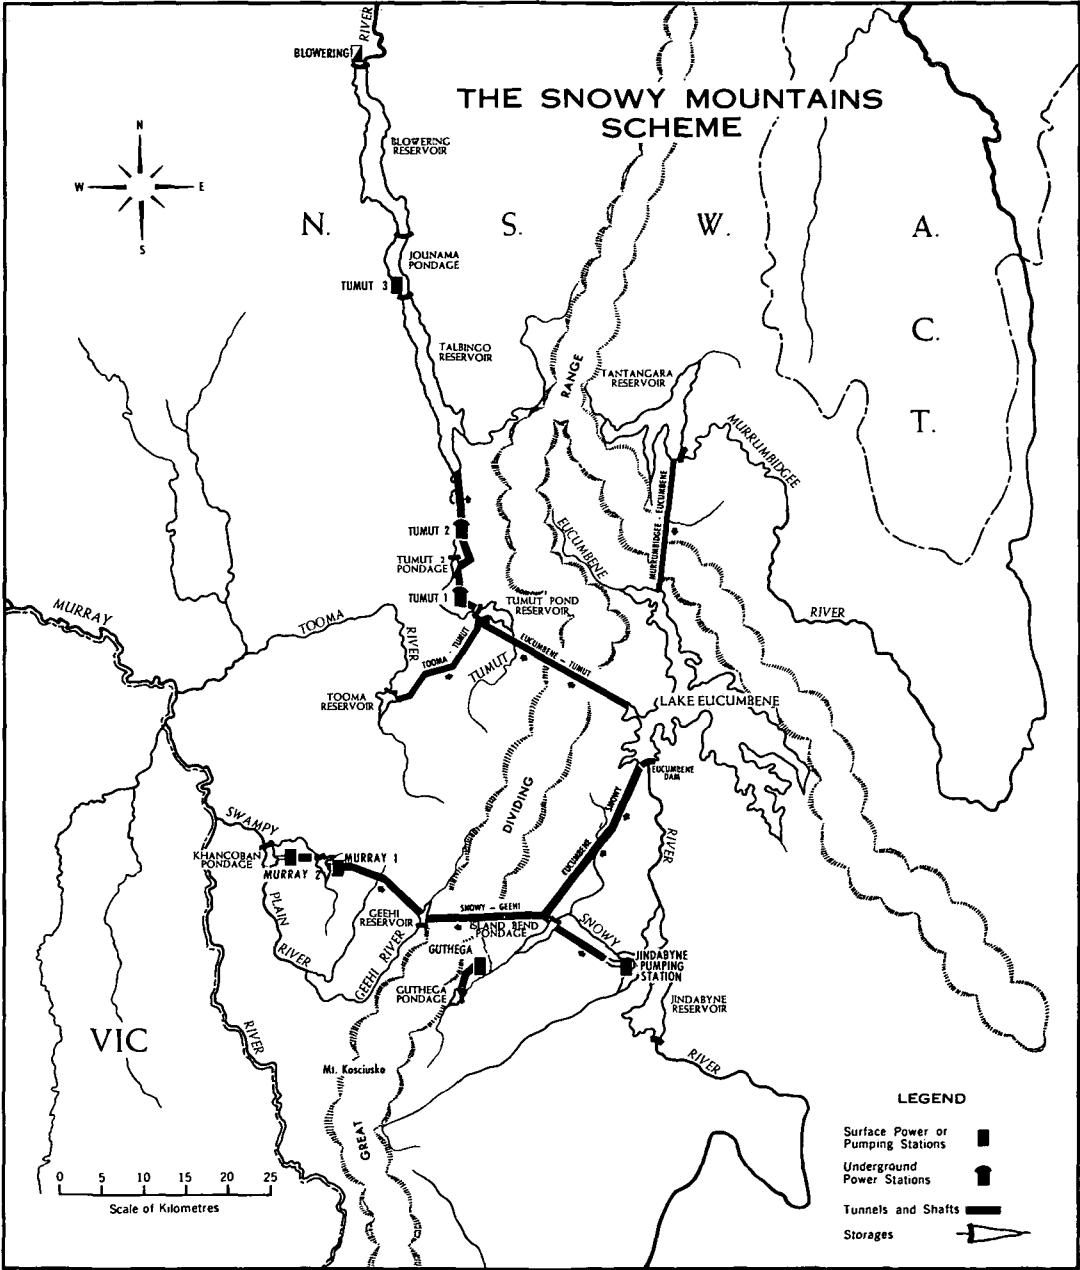 RIVER
BLOWERING
THE SNOWY MOUNTAINS
SCHEME
BLOWERING
RESERVOIR
N
W
E
S
N. S. W.
A.
C.
T.
JOUNAMA
PONDAGE
TUMUT 3
TALBINGO
RESERVOIR
RANGE
TANTANGARA
RESERVOIR
MURRUMBIDGEE
MURRUMBIDGEE - EUCUMBENE
EUCUMBENE
TUMUT 2
TUMUT 2
PONDAGE
TUMUT 1
TUMUT POND
RESERVOIR
RIVER
MURRAY
TOOMA
RIVER
TOOMA - TUMUT
TUMUT
EUCUMBENE - TUMUT
TOOMA
RESERVOIR
LAKE EUCUMBENE
EUCUMBENE
DAM
DIVIDING
EUCUMBENE SNOWY
RIVER
SWAMPY
KHANCOBAN
PONDAGE
MURRAY 1
MURRAY 2
PLAIN
RIVER
GEEHI
RESERVOIR
SNOWY - GEEHI
ISLAND BEND
PONDAGE
SNOWY
GEEHI RIVER
GUTHEGA
GUTHEGA
PONDAGE
JINDABYNE
PUMPING
STATION
JINDABYNE
RESERVOIR
VIC
RIVER
RIVER
Mt. Kosciusko
GREAT
LEGEND
Surface Power or
Pumping Stations
Underground
Power Stations
Tunnels and Shafts
Storages
0 5 10 15 20 25
Scale of Kilometres